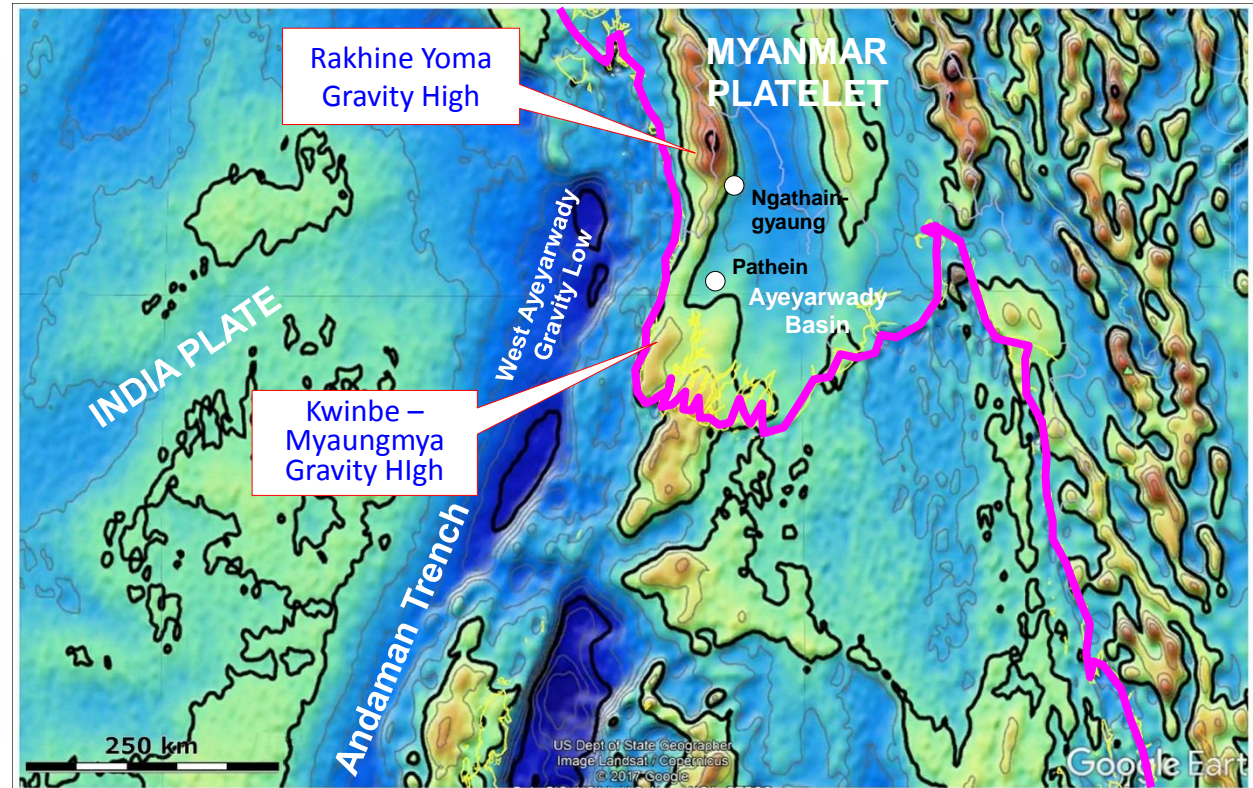 Rakhine Yoma
Gravity High
MYANMAR
PLATELET
Ngathain-
gyaung
Pathein
Ayeyarwady
Basin
West Ayeyarwady
Gravity Low
INDIA PLATE
Kwinbe –
Myaungmya
Gravity HIgh
Andaman Trench
250 km
US Dept of State Geographer
Image Landsat / Copernicus
© 2017 Google
Google Eart